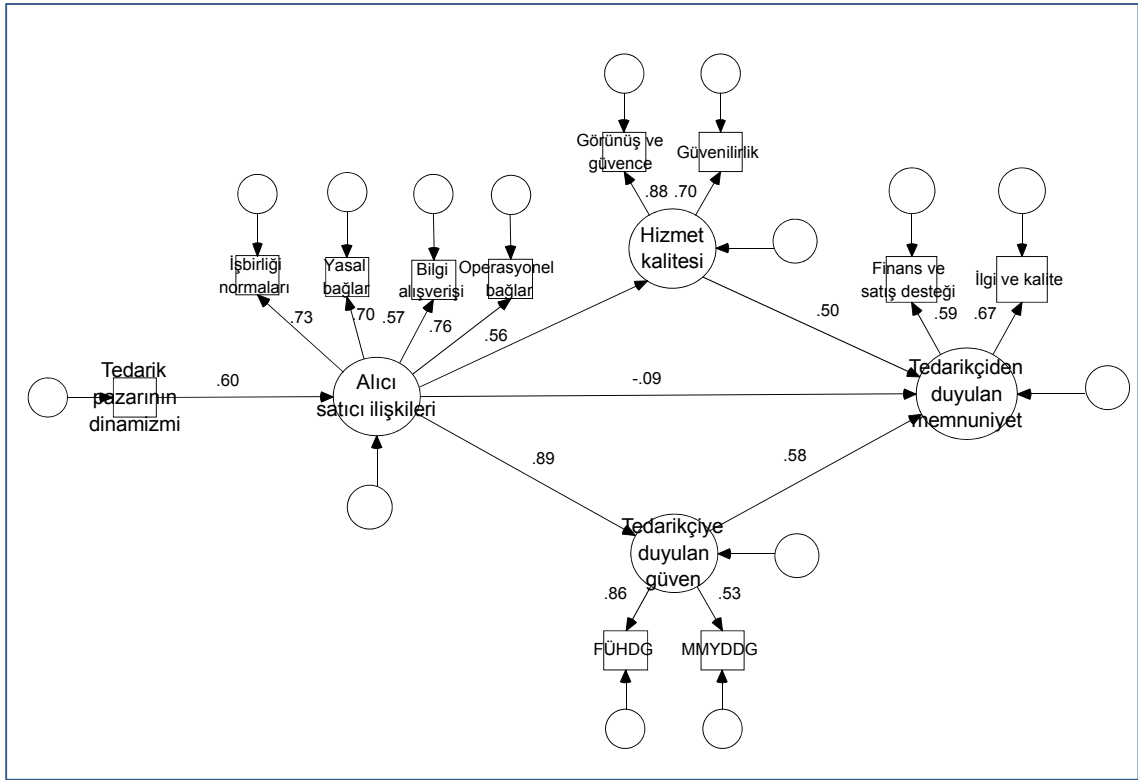 Görünüş ve
güvence
Güvenilirlik
.88
.70
İşbirliği
normaları
Yasal
bağlar
Bilgi
alışverişi
Operasyonel
bağlar
Hizmet
kalitesi
Finans ve
satış desteği
İlgi ve kalite
.73
.70
.57
.76
.56
.50
.59
.67
Tedarik
pazarının
dinamizmi
.60
Alıcı
satıcı ilişkileri
-.09
Tedarikçiden
duyulan
memnuniyet
.89
.58
Tedarikçiye
duyulan
güven
.86
.53
FÜHDG
MMYDDG